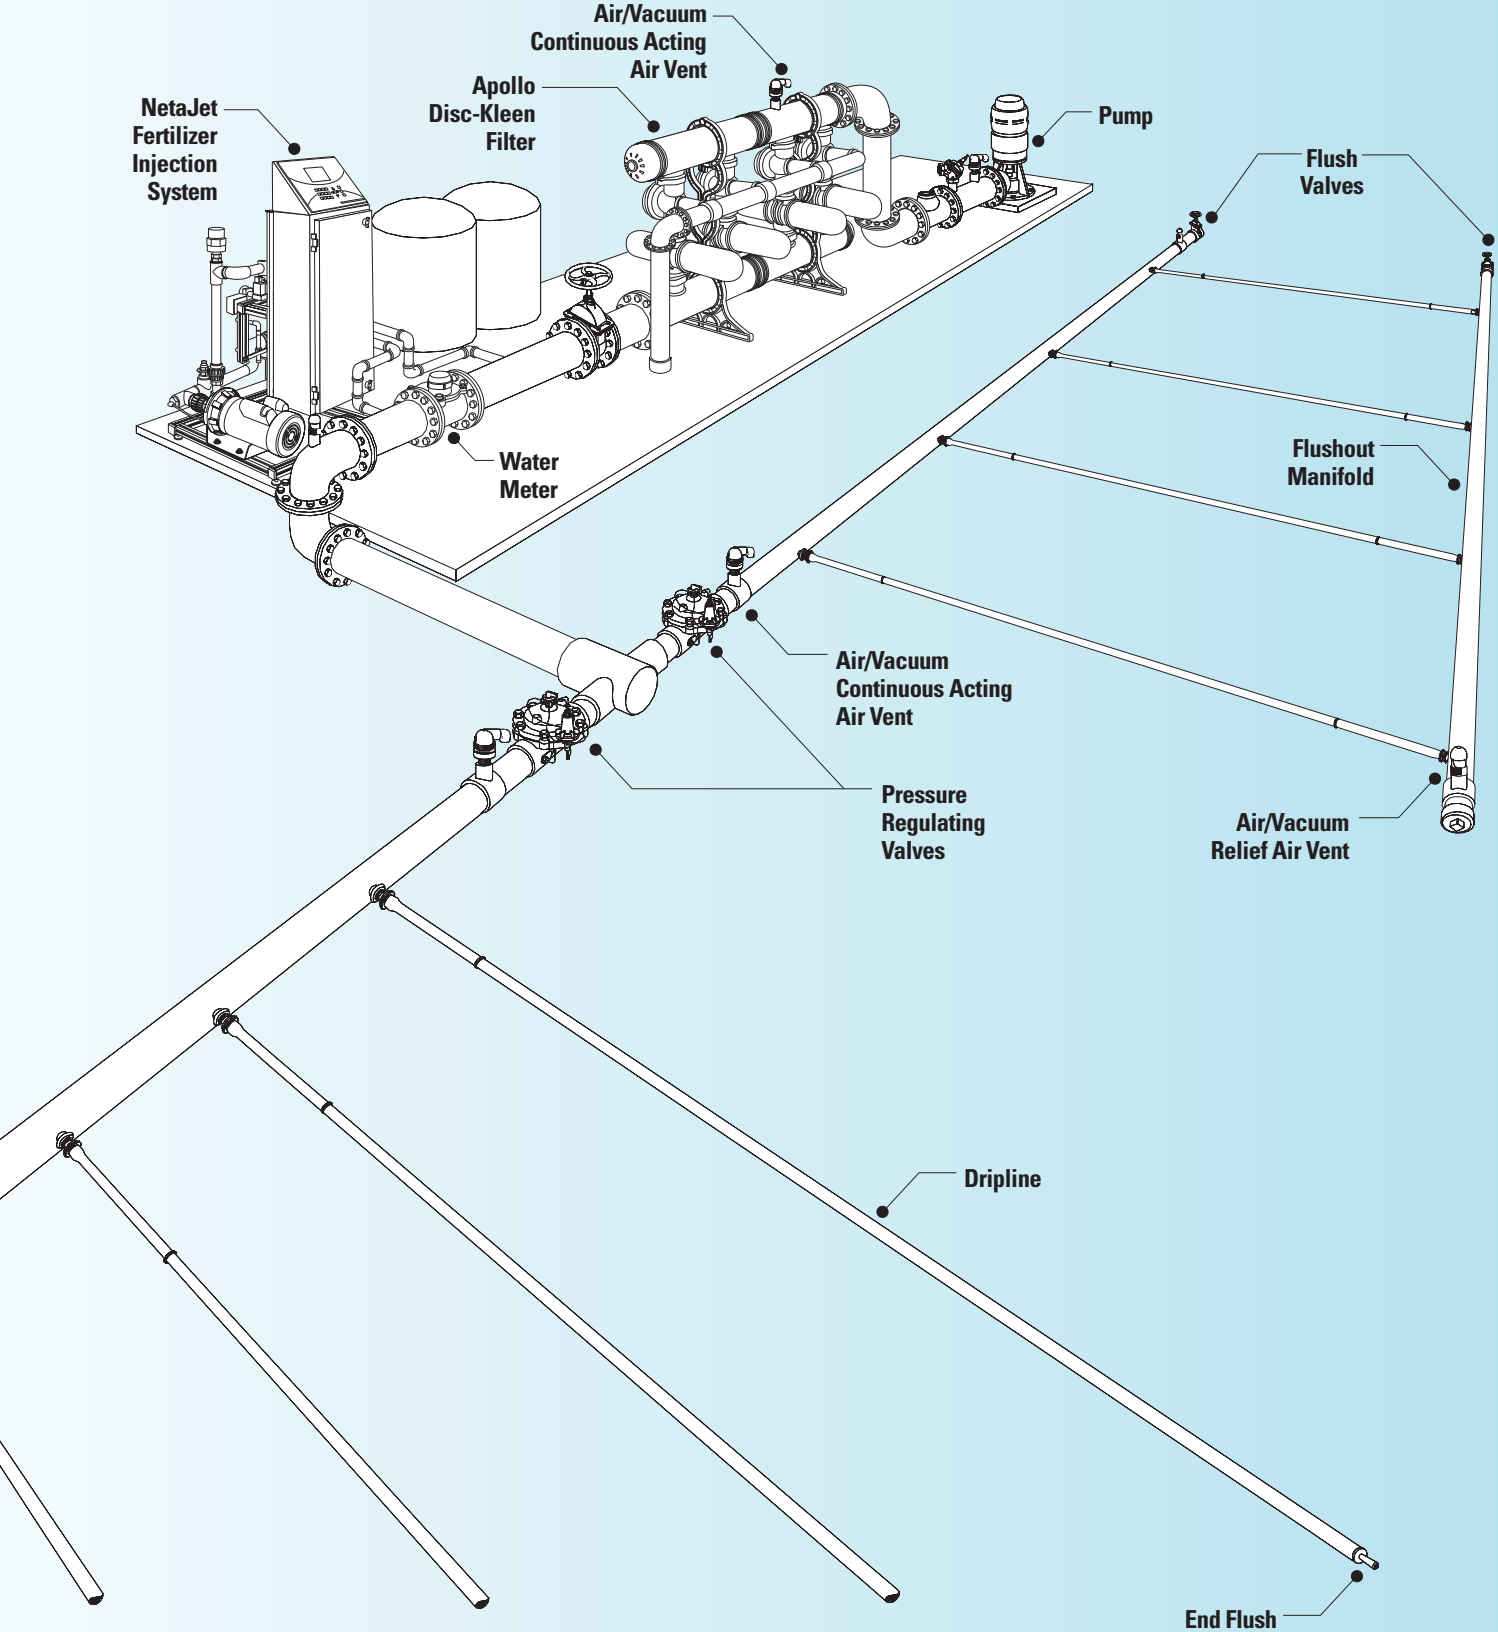 Air/Vacuum
Continuous Acting
Air Vent
Apollo
Disc-Kleen
Filter
NetaJet
Fertilizer
Injection
System
Pump
Flush
Valves
Water
Meter
Flushout
Manifold
Air/Vacuum
Continuous Acting
Air Vent
Pressure
Regulating
Valves
Air/Vacuum
Relief Air Vent
Dripline
End Flush